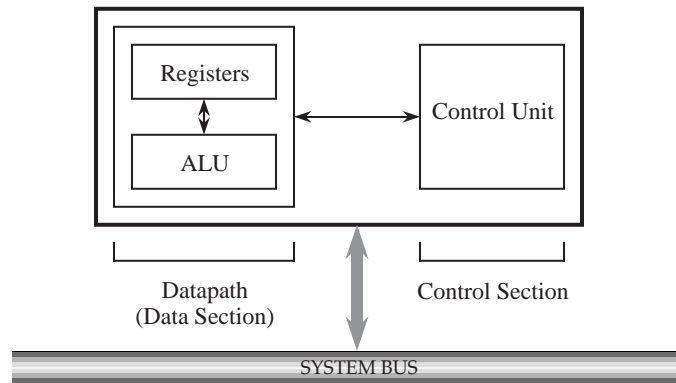 Registers
ALU
Control Unit
Datapath
(Data Section)
Control Section
SYSTEM BUS